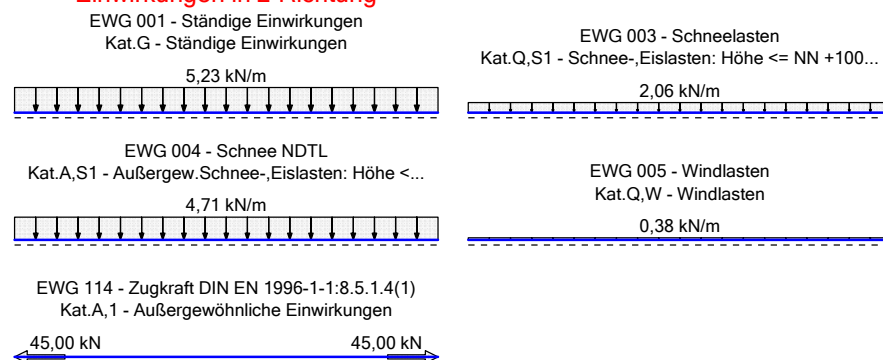 Einwirkungen in z-Richtung
EWG 001 - Ständige Einwirkungen
Kat.G - Ständige Einwirkungen
5,23 kN/m
EWG 003 - Schneelasten
Kat.Q,S1 - Schnee-,Eislasten: Höhe <= NN +100...
2,06 kN/m
EWG 004 - Schnee NDTL
Kat.A,S1 - Außergew.Schnee-,Eislasten: Höhe <...
4,71 kN/m
EWG 005 - Windlasten
Kat.Q,W - Windlasten
0,38 kN/m
EWG 114 - Zugkraft DIN EN 1996-1-1:8.5.1.4(1)
Kat.A,1 - Außergewöhnliche Einwirkungen
45,00 kN 45,00 kN